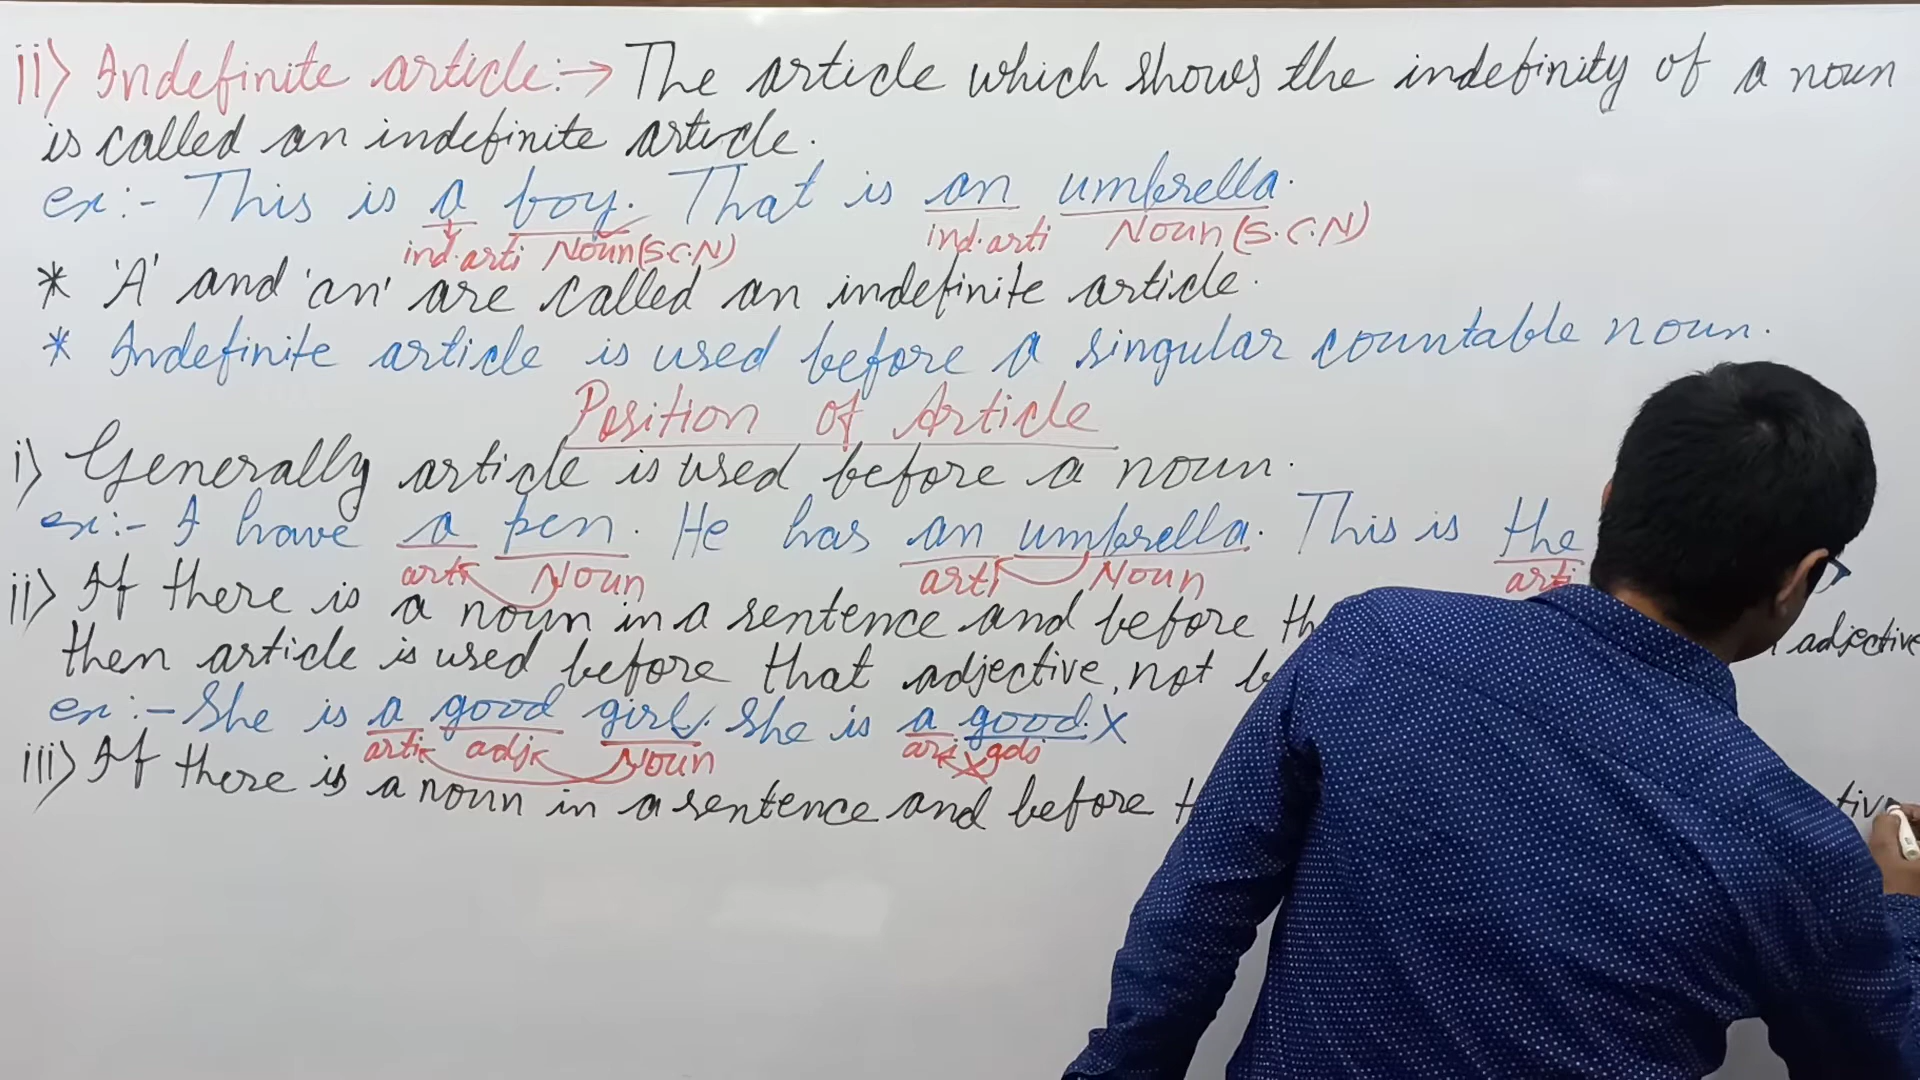 ii) Indefinite article:→ The article which shows the indefinity of a noun
is called an indefinite article.
ex:- This is a boy. That is an umbrella.
ind.arti Noun(S.C.N) ind.arti Noun(S.C.N)
* 'A' and 'an' are called an indefinite article.
* Indefinite article is used before a singular countable noun.
Position of Article
i) Generally article is used before a noun.
ex:- I have a pen. He has an umbrella. This is the
arti Noun arti Noun arti
ii) If there is a noun in a sentence and before adjective
then article is used before that adjective, not
ex:- She is a good girl. She is a good. X
arti adj Noun arti X adj
iii) If there is a noun in a sentence and before